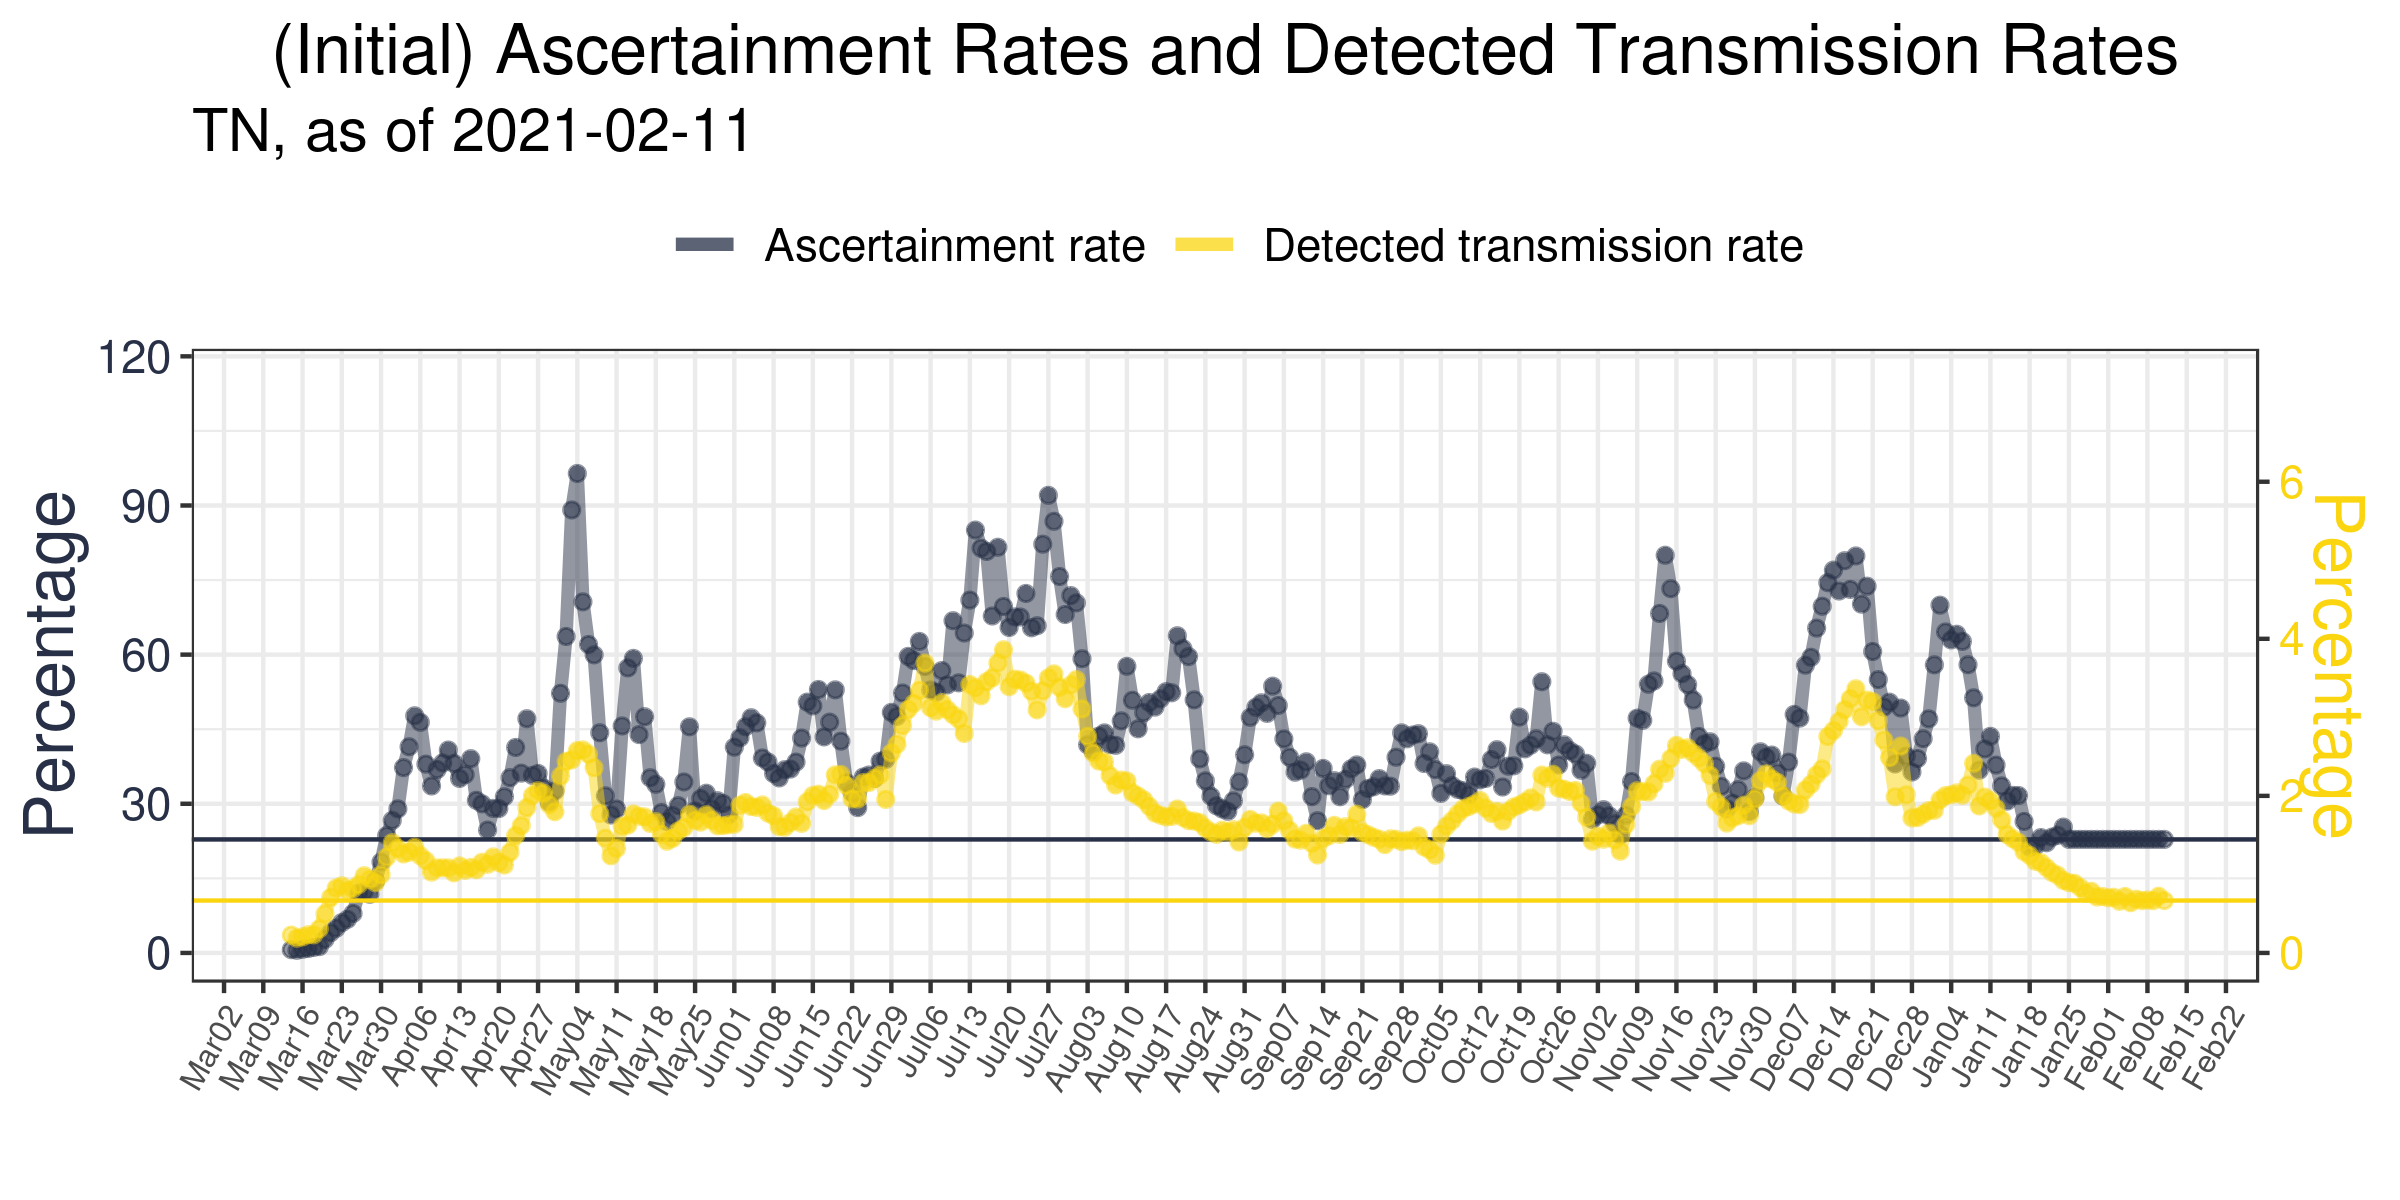 (Initial) Ascertainment Rates and Detected Transmission Rates
TN, as of 2021-02-11
Ascertainment rate
Detected transmission rate
Percentage
120
90
60
30
0
6
4
2
0
Percentage
Mar02
Mar09
Mar16
Mar23
Mar30
Apr06
Apr13
Apr20
Apr27
May04
May11
May18
May25
Jun01
Jun08
Jun15
Jun22
Jun29
Jul06
Jul13
Jul20
Jul27
Aug03
Aug10
Aug17
Aug24
Aug31
Sep07
Sep14
Sep21
Sep28
Oct05
Oct12
Oct19
Oct26
Nov02
Nov09
Nov16
Nov23
Nov30
Dec07
Dec14
Dec21
Dec28
Jan04
Jan11
Jan18
Jan25
Feb01
Feb08
Feb15
Feb22